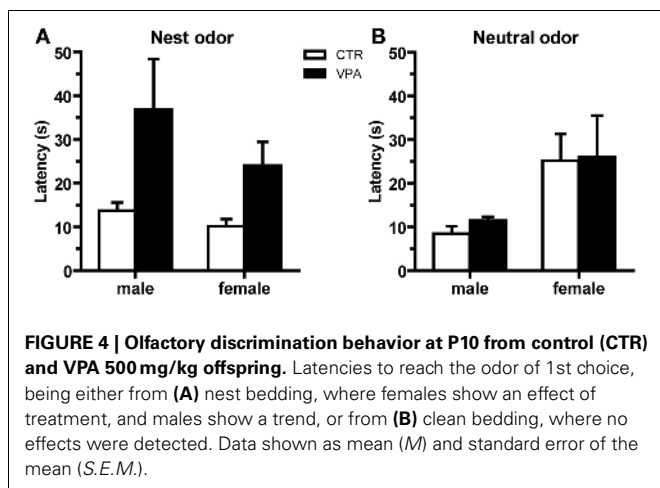 A
Nest odor
Latency (s)
50
40
30
20
10
0
male
female
CTR
VPA
B
Neutral odor
Latency (s)
50
40
30
20
10
0
male
female
FIGURE 4 | Olfactory discrimination behavior at P10 from control (CTR)
and VPA 500 mg/kg offspring. Latencies to reach the odor of 1st choice,
being either from (A) nest bedding, where females show an effect of
treatment, and males show a trend, or from (B) clean bedding, where no
effects were detected. Data shown as mean (M) and standard error of the
mean (S.E.M.).